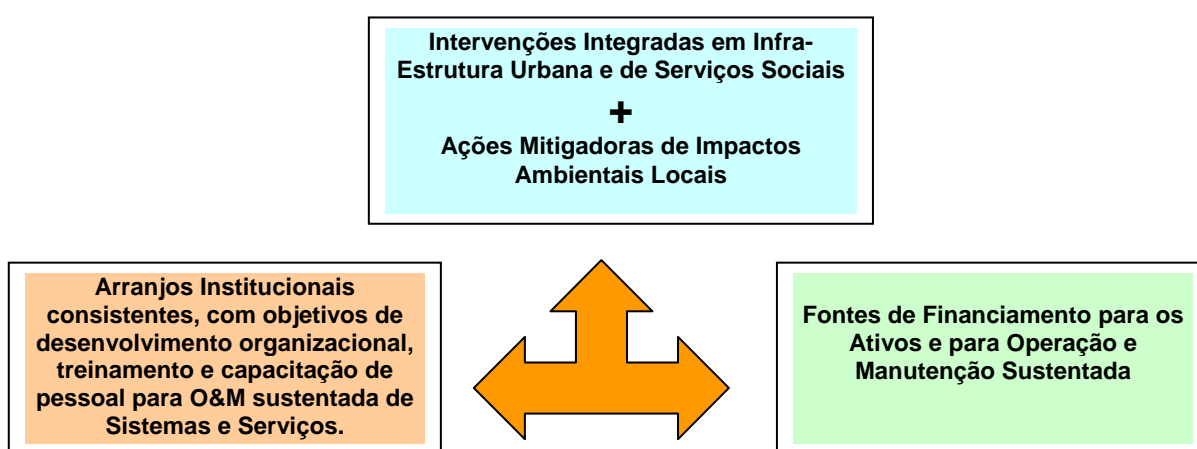 Intervenções Integradas em Infra-
Estrutura Urbana e de Serviços Sociais
+
Ações Mitigadoras de Impactos
Ambientais Locais
Arranjos Institucionais
consistentes, com objetivos de
desenvolvimento organizacional,
treinamento e capacitação de
pessoal para O&M sustentada de
Sistemas e Serviços.
Fontes de Financiamento para os
Ativos e para Operação e
Manutenção Sustentada